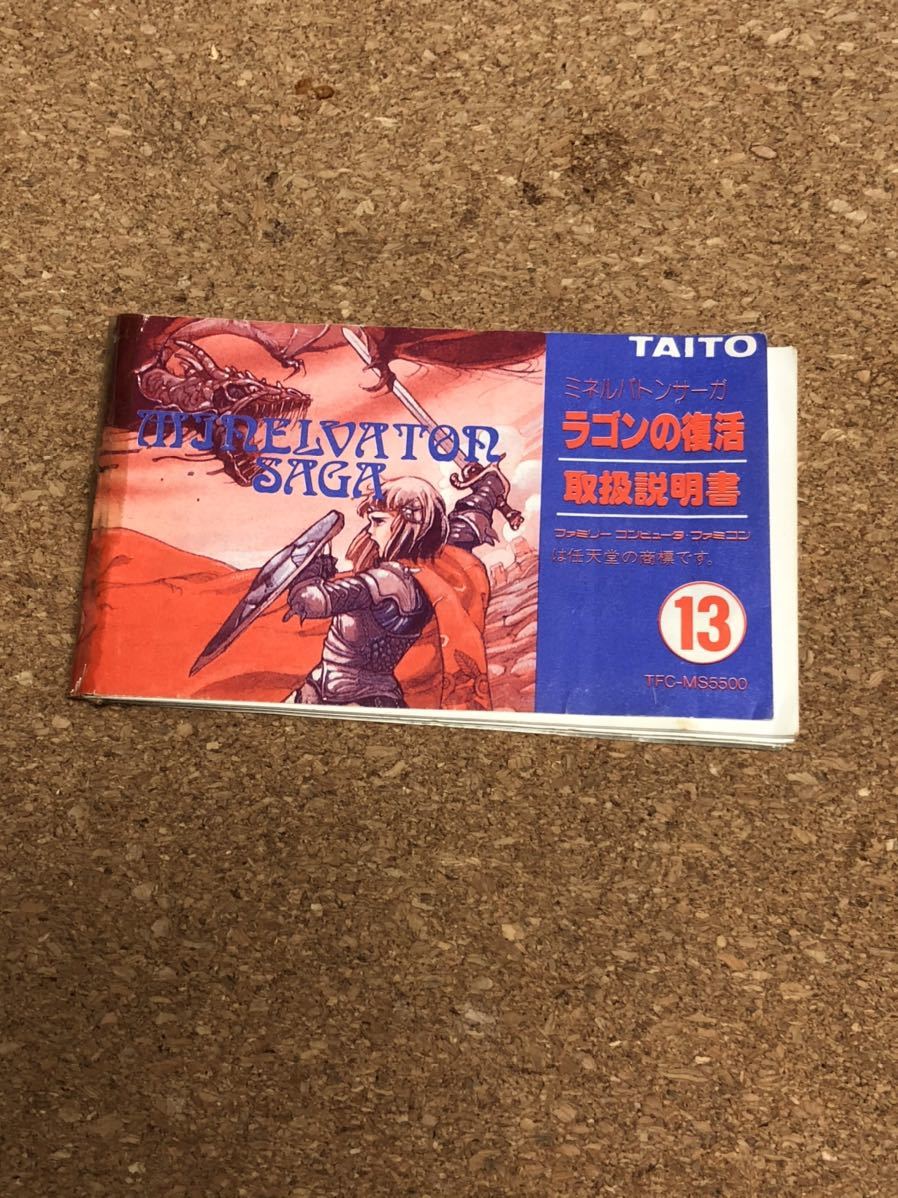 MINELVATON
SAGA
TAITO
ミネルバトンサーガ
ラゴンの復活
取扱説明書
ファミリー コンピュータ・ファミコン
は任天堂の商標です。
13
TFC-MS5500